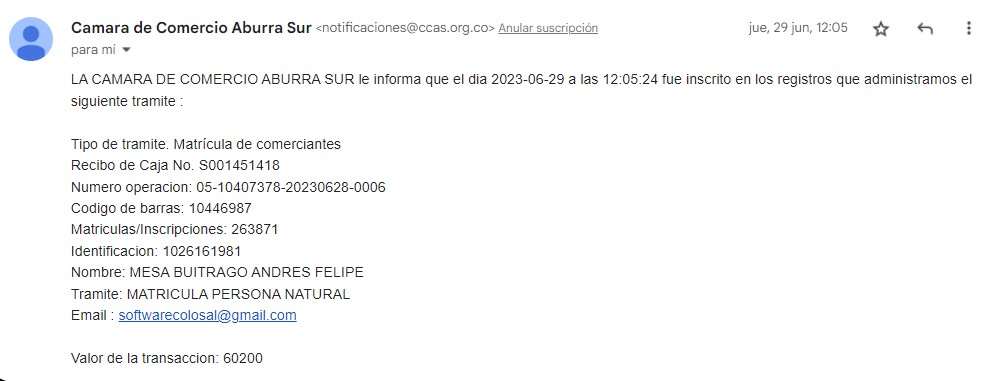 Camara de Comercio Aburra Sur <notificaciones@ccas.org.co> Anular suscripción jue, 29 jun, 12:05
para mí
LA CAMARA DE COMERCIO ABURRA SUR le informa que el dia 2023-06-29 a las 12:05:24 fue inscrito en los registros que administramos el
siguiente tramite :
Tipo de tramite. Matrícula de comerciantes
Recibo de Caja No. S001451418
Numero operacion: 05-10407378-20230628-0006
Codigo de barras: 10446987
Matriculas/Inscripciones: 263871
Identificacion: 1026161981
Nombre: MESA BUITRAGO ANDRES FELIPE
Tramite: MATRICULA PERSONA NATURAL
Email : softwarecolosal@gmail.com
Valor de la transaccion: 60200